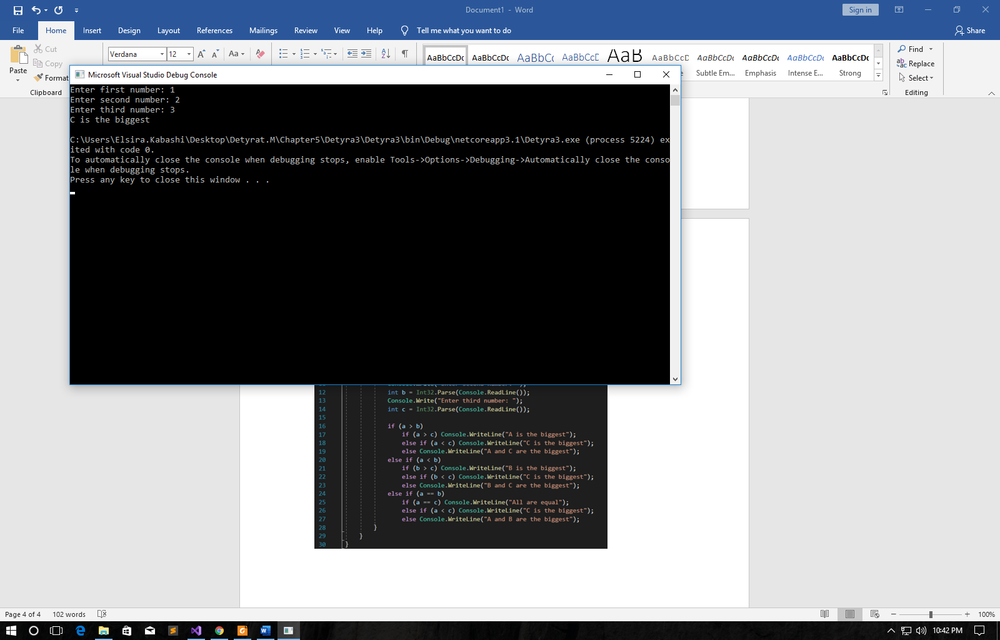 Document1 - Word
Sign in
File Home Insert Design Layout References Mailings Review View Help Tell me what you want to do Share
Paste
Cut
Copy
Format
Clipboard
Verdana 12
Aa
AaBbCcDc AaBbCcDc AaBbC AaBbCcC AaB AaBbCcD AaBbCcDc AaBbCcDc AaBbCcDc AaBbCcDc
Subtle Em... Emphasis Intense E... Strong
Find
Replace
Select
Editing
Microsoft Visual Studio Debug Console
Enter first number: 1
Enter second number: 2
Enter third number: 3
C is the biggest
C:\Users\Elsira.Kabashi\Desktop\Detyrat.M\Chapter5\Detyra3\Detyra3\bin\Debug\netcoreapp3.1\Detyra3.exe (process 5224) ex
ited with code 0.
To automatically close the console when debugging stops, enable Tools->Options->Debugging->Automatically close the conso
le when debugging stops.
Press any key to close this window . . .
12 int b = Int32.Parse(Console.ReadLine());
13 Console.Write("Enter third number: ");
14 int c = Int32.Parse(Console.ReadLine());
15
16 if (a > b)
17 if (a > c) Console.WriteLine("A is the biggest");
18 else if (a < c) Console.WriteLine("C is the biggest");
19 else Console.WriteLine("A and C are the biggest");
20 else if (a < b)
21 if (b > c) Console.WriteLine("B is the biggest");
22 else if (b < c) Console.WriteLine("C is the biggest");
23 else Console.WriteLine("B and C are the biggest");
24 else if (a == b)
25 if (a == c) Console.WriteLine("All are equal");
26 else if (a < c) Console.WriteLine("C is the biggest");
27 else Console.WriteLine("A and B are the biggest");
28 }
29 }
30 }
Page 4 of 4 102 words
100%
10:42 PM